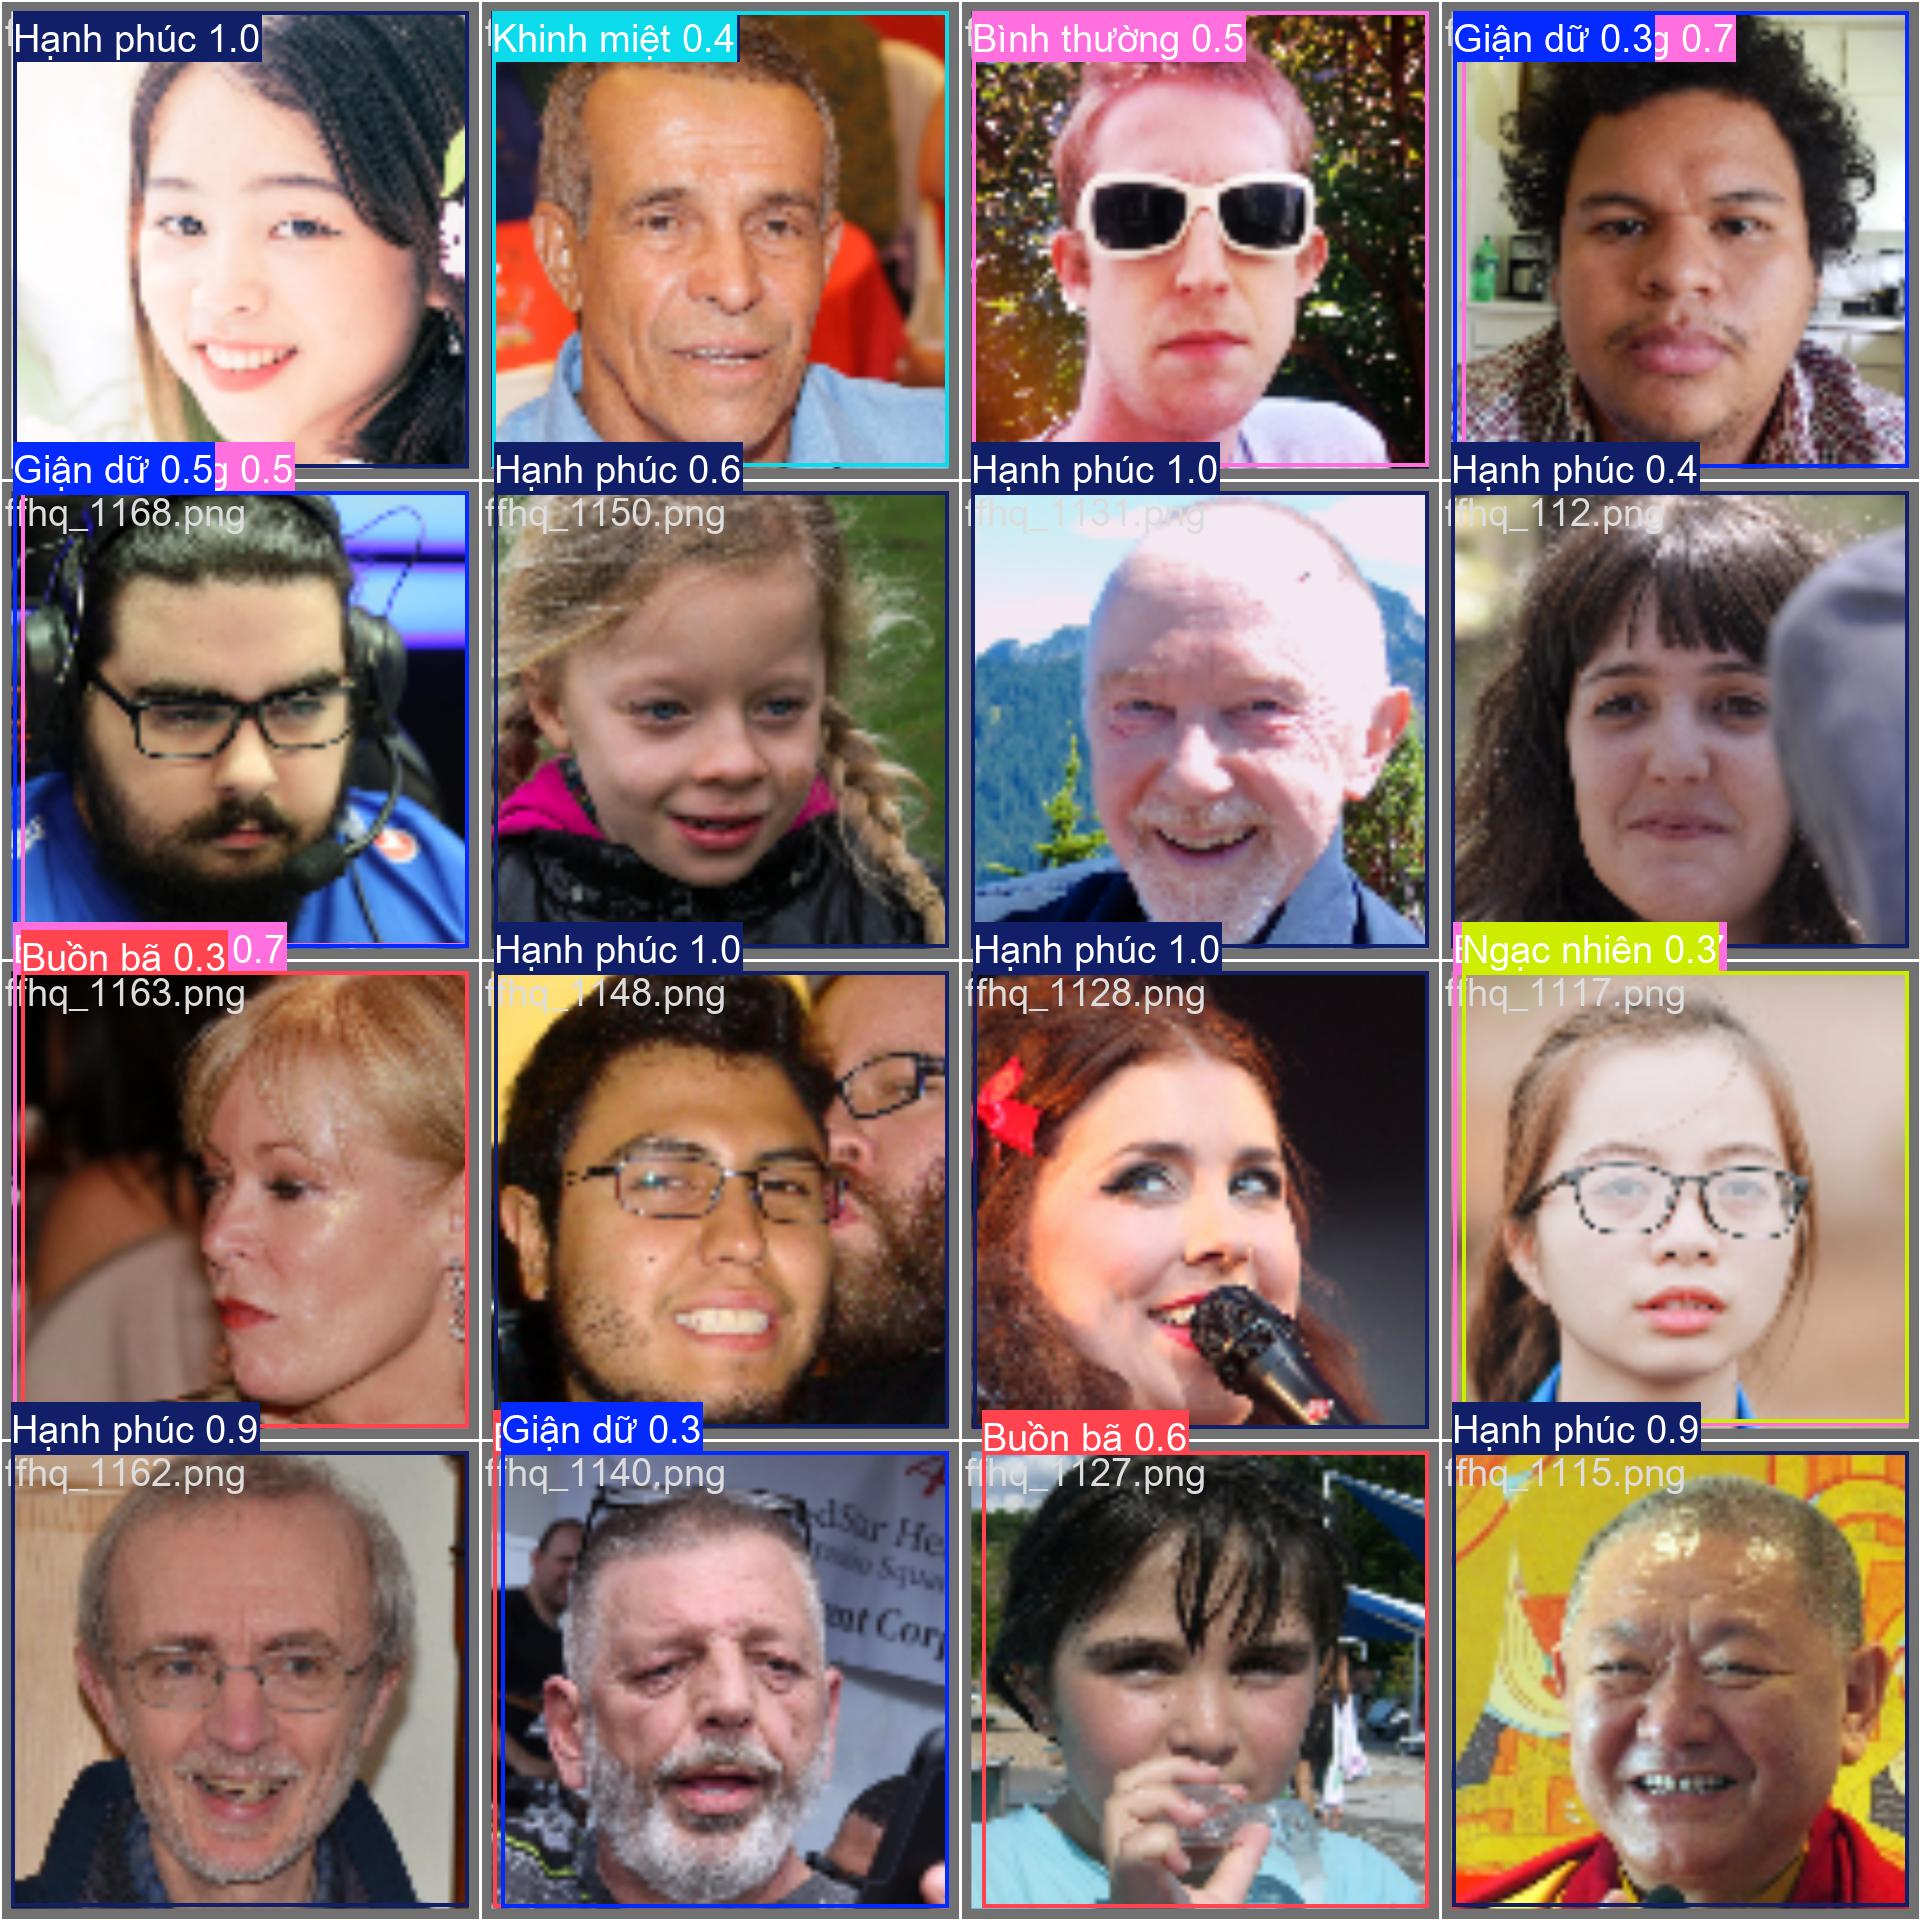 Hạnh phúc 1.0
Khinh miệt 0.4
Bình thường 0.5
Giận dữ 0.3
g 0.7
Giận dữ 0.5
g 0.5
Hạnh phúc 0.6
Hạnh phúc 1.0
Hạnh phúc 0.4
ffhq_1168.png
ffhq_1150.png
ffhq_1131.png
ffhq_112.png
Buồn bã 0.3
0.7
Hạnh phúc 1.0
Hạnh phúc 1.0
Ngạc nhiên 0.3
ffhq_1163.png
ffhq_1148.png
ffhq_1128.png
ffhq_1117.png
Hạnh phúc 0.9
Giận dữ 0.3
Buồn bã 0.6
Hạnh phúc 0.9
ffhq_1162.png
ffhq_1140.png
ffhq_1127.png
ffhq_1115.png